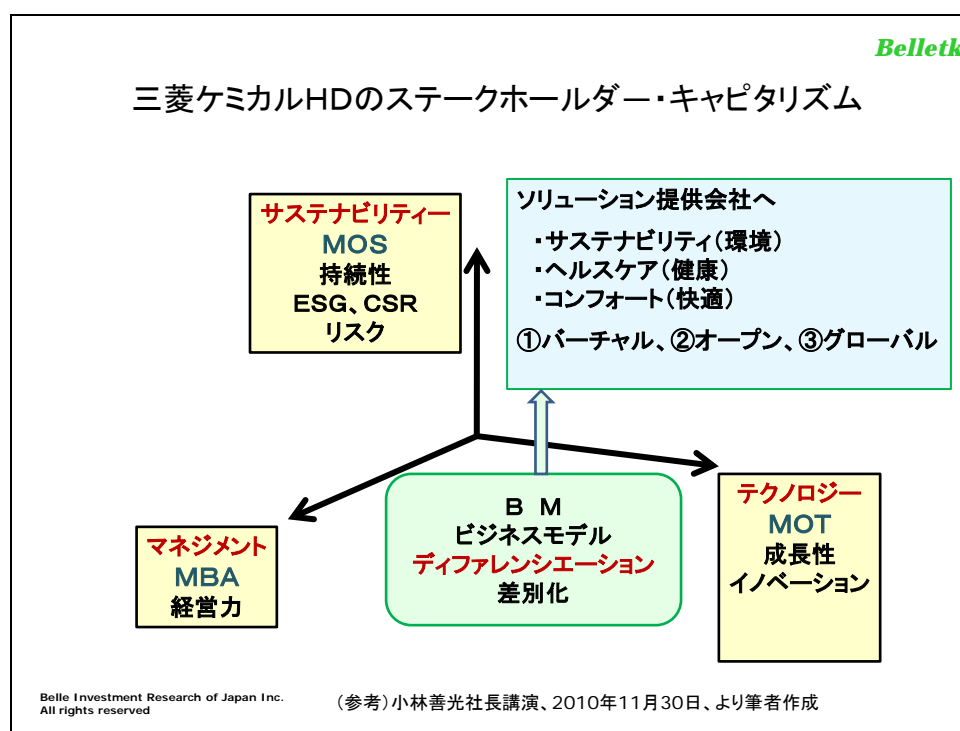 Belletk
三菱ケミカルHDのステークホールダー・キャピタリズム
サステナビリティー
MOS
持続性
ESG、CSR
リスク
ソリューション提供会社へ
・サステナビリティ(環境)
・ヘルスケア(健康)
・コンフォート(快適)
①バーチャル、②オープン、③グローバル
マネジメント
MBA
経営力
B M
ビジネスモデル
ディファレンシエーション
差別化
テクノロジー
MOT
成長性
イノベーション
Belle Investment Research of Japan Inc.
All rights reserved
(参考)小林善光社長講演、2010年11月30日、より筆者作成